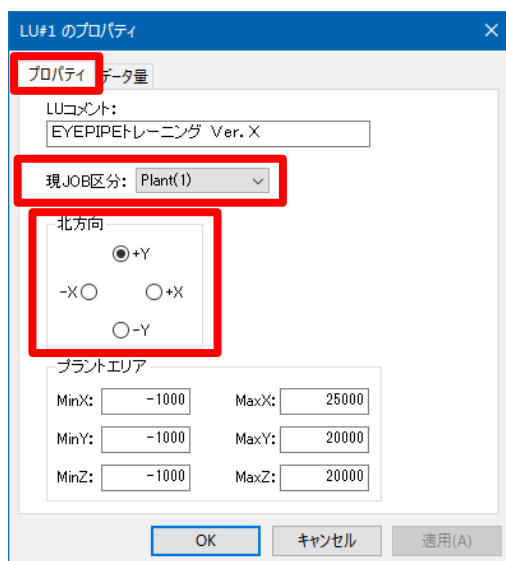 LU#1 のプロパティ
プロパティ データ量
LUコメント:
EYEPIPEトレーニング Ver.X
現JOB区分: Plant(1)
北方向
+Y
-X +X
-Y
プラントエリア
MinX: -1000 MaxX: 25000
MinY: -1000 MaxY: 20000
MinZ: -1000 MaxZ: 20000
OK キャンセル 適用(A)